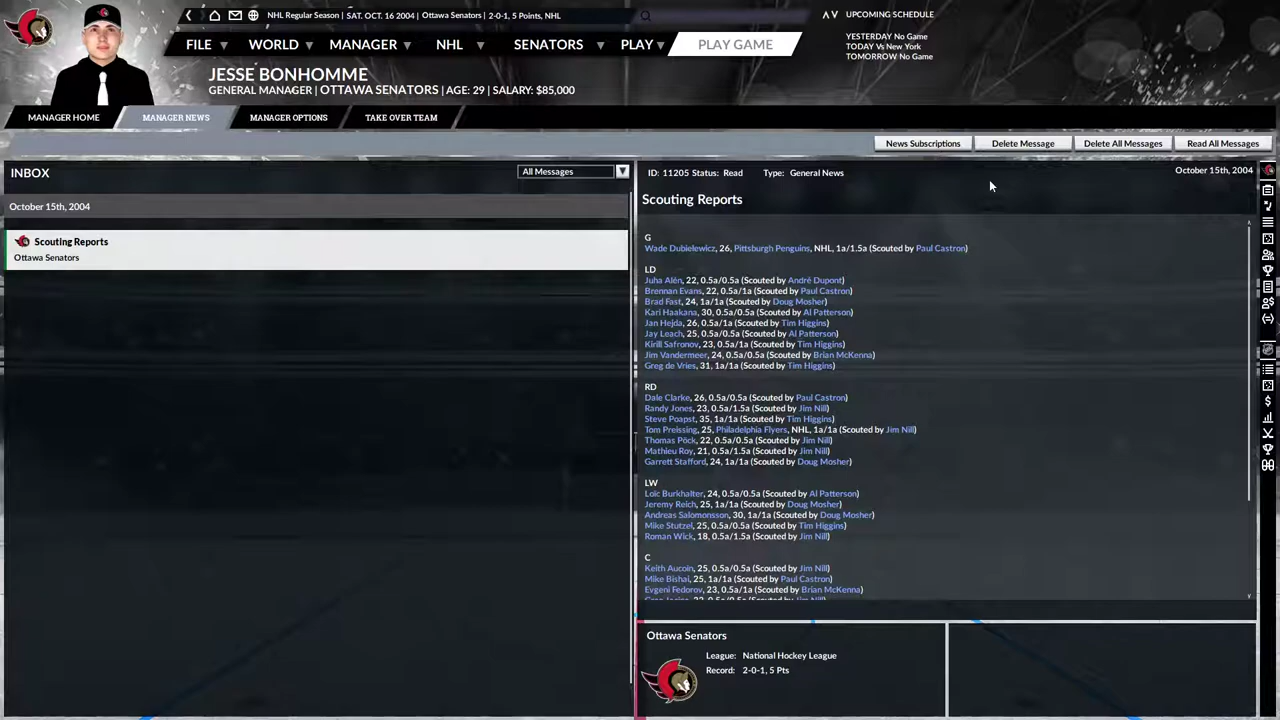 NHL Regular Season | SAT. OCT. 16 2004 | Ottawa Senators | 2-0-1, 5 Points, NHL
UPCOMING SCHEDULE
YESTERDAY No Game
TODAY Vs New York
TOMORROW No Game
FILE WORLD MANAGER NHL SENATORS PLAY PLAY GAME
JESSE BONHOMME
GENERAL MANAGER | OTTAWA SENATORS | AGE: 29 | SALARY: $85,000
MANAGER HOME MANAGER NEWS MANAGER OPTIONS TAKE OVER TEAM
News Subscriptions Delete Message Delete All Messages Read All Messages
INBOX All Messages
October 15th, 2004
Scouting Reports
Ottawa Senators
ID: 11205 Status: Read Type: General News October 15th, 2004
Scouting Reports
G
Wade Dubielewicz, 26, Pittsburgh Penguins, NHL, 1a/1.5a (Scouted by Paul Castron)
LD
Juha Alén, 22, 0.5a/0.5a (Scouted by André Dupont)
Brennan Evans, 22, 0.5a/1a (Scouted by Paul Castron)
Brad Fast, 24, 1a/1a (Scouted by Doug Mosher)
Kari Haakana, 30, 0.5a/0.5a (Scouted by Al Patterson)
Jan Hejda, 26, 0.5a/1a (Scouted by Tim Higgins)
Jay Leach, 25, 0.5a/0.5a (Scouted by Al Patterson)
Kirill Safronov, 23, 0.5a/1a (Scouted by Tim Higgins)
Jim Vandermeer, 24, 0.5a/0.5a (Scouted by Brian McKenna)
Greg de Vries, 31, 1a/1a (Scouted by Tim Higgins)
RD
Dale Clarke, 26, 0.5a/0.5a (Scouted by Paul Castron)
Randy Jones, 23, 0.5a/1.5a (Scouted by Jim Nill)
Steve Poapst, 35, 1a/1a (Scouted by Tim Higgins)
Tom Preissing, 25, Philadelphia Flyers, NHL, 1a/1a (Scouted by Jim Nill)
Thomas Pöck, 22, 0.5a/0.5a (Scouted by Jim Nill)
Mathieu Roy, 21, 0.5a/1.5a (Scouted by Jim Nill)
Garrett Stafford, 24, 1a/1a (Scouted by Doug Mosher)
LW
Loïc Burkhalter, 24, 0.5a/0.5a (Scouted by Al Patterson)
Jeremy Reich, 25, 1a/1a (Scouted by Doug Mosher)
Andreas Salomonsson, 30, 1a/1a (Scouted by Doug Mosher)
Mike Stutzel, 25, 0.5a/0.5a (Scouted by Tim Higgins)
Roman Wick, 18, 0.5a/1.5a (Scouted by Jim Nill)
C
Keith Aucoin, 25, 0.5a/0.5a (Scouted by Jim Nill)
Mike Bishai, 25, 1a/1a (Scouted by Paul Castron)
Evgeni Fedorov, 23, 0.5a/1a (Scouted by Brian McKenna)
Ottawa Senators
League: National Hockey League
Record: 2-0-1, 5 Pts